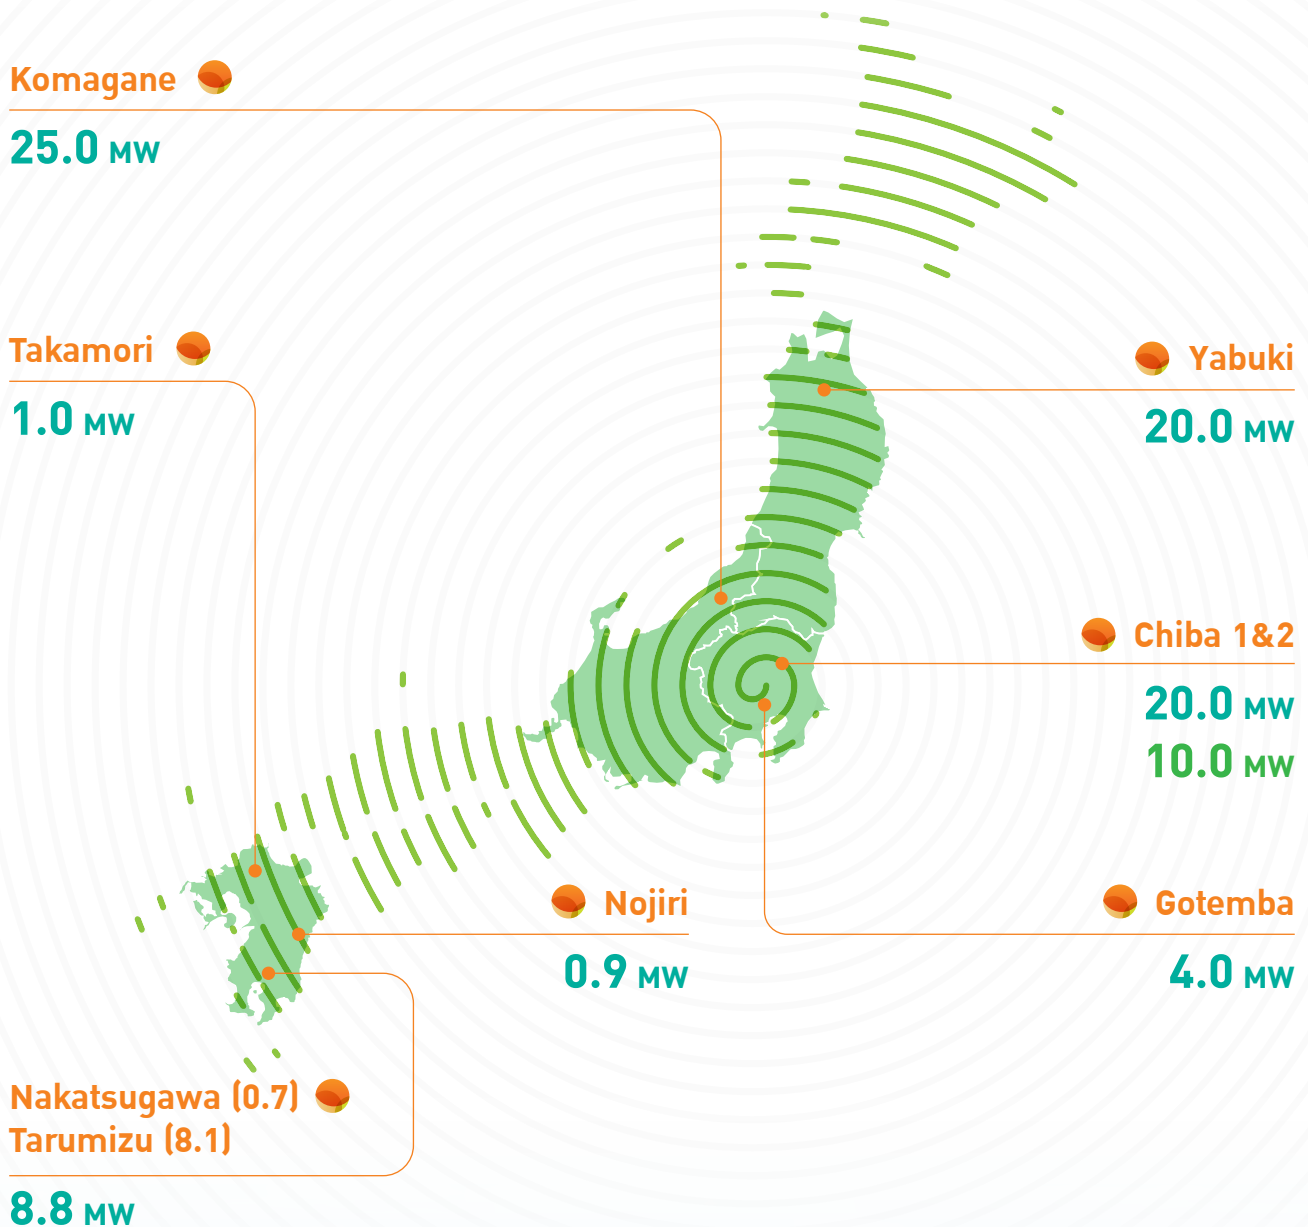 Komagane
25.0 MW
Takamori
1.0 MW
Yabuki
20.0 MW
Chiba 1&2
20.0 MW
10.0 MW
Nojiri
0.9 MW
Gotemba
4.0 MW
Nakatsugawa (0.7)
Tarumizu (8.1)
8.8 MW